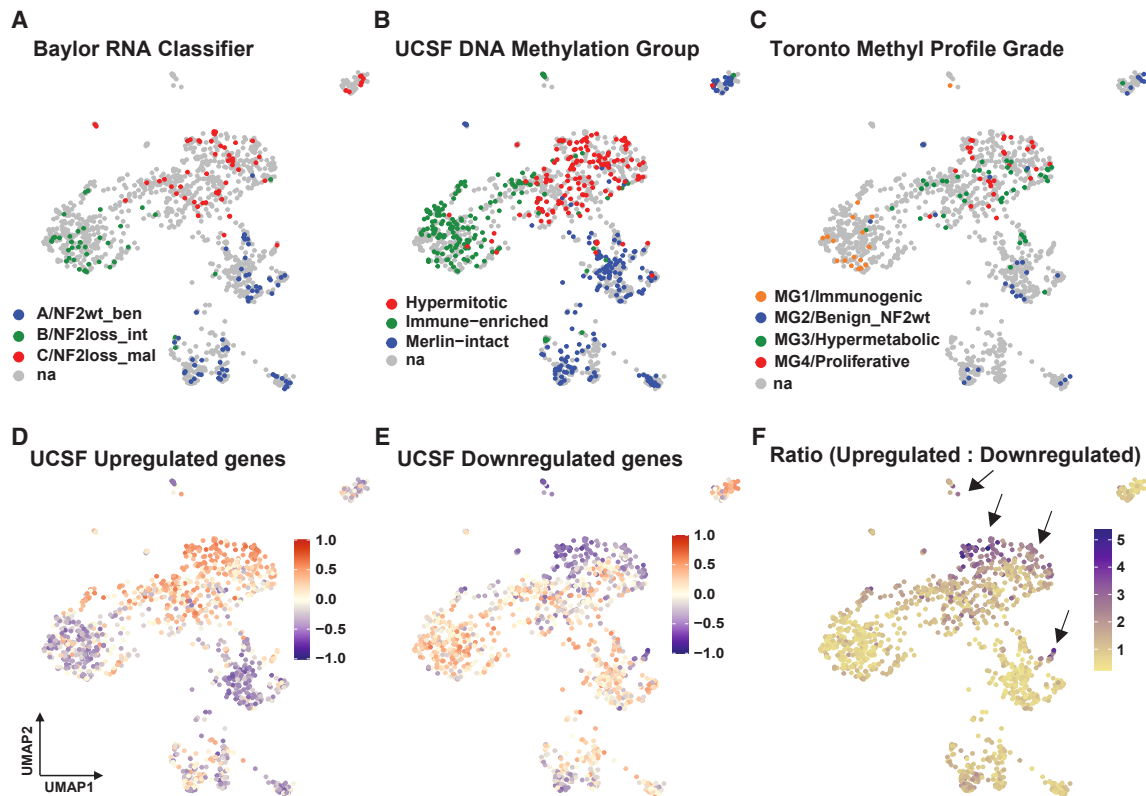 A
Baylor RNA Classifier
A/NF2wt_ben
B/NF2loss_int
C/NF2loss_mal
na
B
UCSF DNA Methylation Group
Hypermitotic
Immune−enriched
Merlin−intact
na
C
Toronto Methyl Profile Grade
MG1/Immunogenic
MG2/Benign_NF2wt
MG3/Hypermetabolic
MG4/Proliferative
na
D
UCSF Upregulated genes
1.0
0.5
0.0
−0.5
−1.0
UMAP2
UMAP1
E
UCSF Downregulated genes
1.0
0.5
0.0
−0.5
−1.0
F
Ratio (Upregulated : Downregulated)
5
4
3
2
1